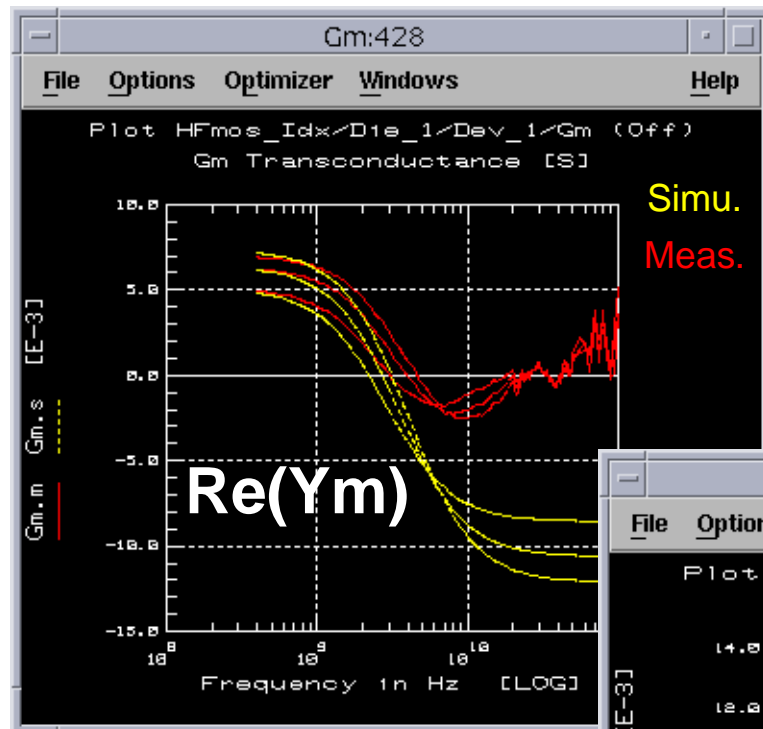 Gm:428
File Options Optimizer Windows Help
Plot HFmos_Idx/Die_1/Dev_1/Gm (Off)
Gm Transconductance [S]
Simu.
Meas.
10.0
5.0
0.0
-5.0
-10.0
-15.0
Gm.m Gm.s [E-3]
Re(Ym)
10^8 10^9 10^10
Frequency in Hz [LOG]
File Option
Plot
14.0
12.0
[E-3]